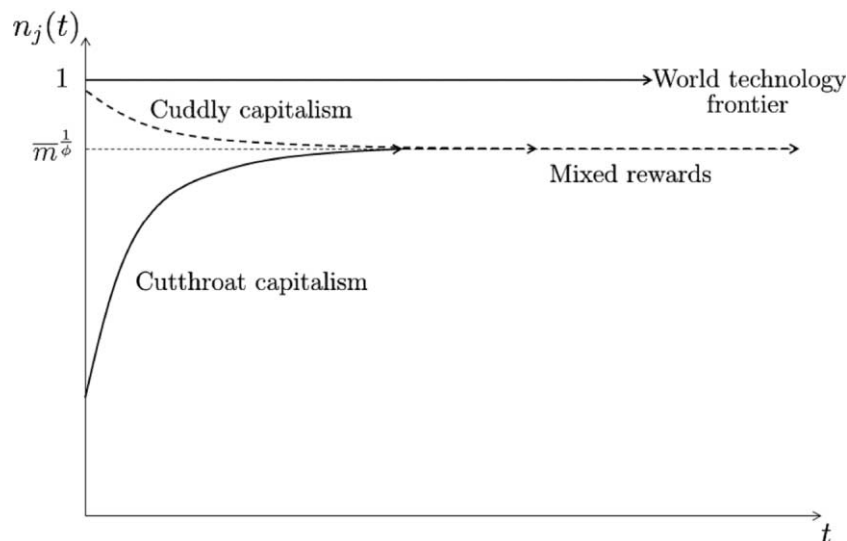 n_j(t)
1
World technology
frontier
Cuddly capitalism
m̅^{1/ϕ}
Mixed rewards
Cutthroat capitalism
t